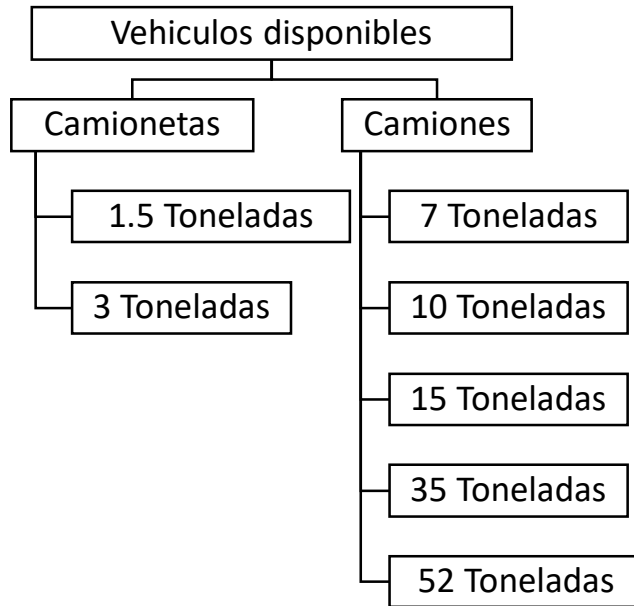 Vehiculos disponibles
Camionetas
1.5 Toneladas
3 Toneladas
Camiones
7 Toneladas
10 Toneladas
15 Toneladas
35 Toneladas
52 Toneladas